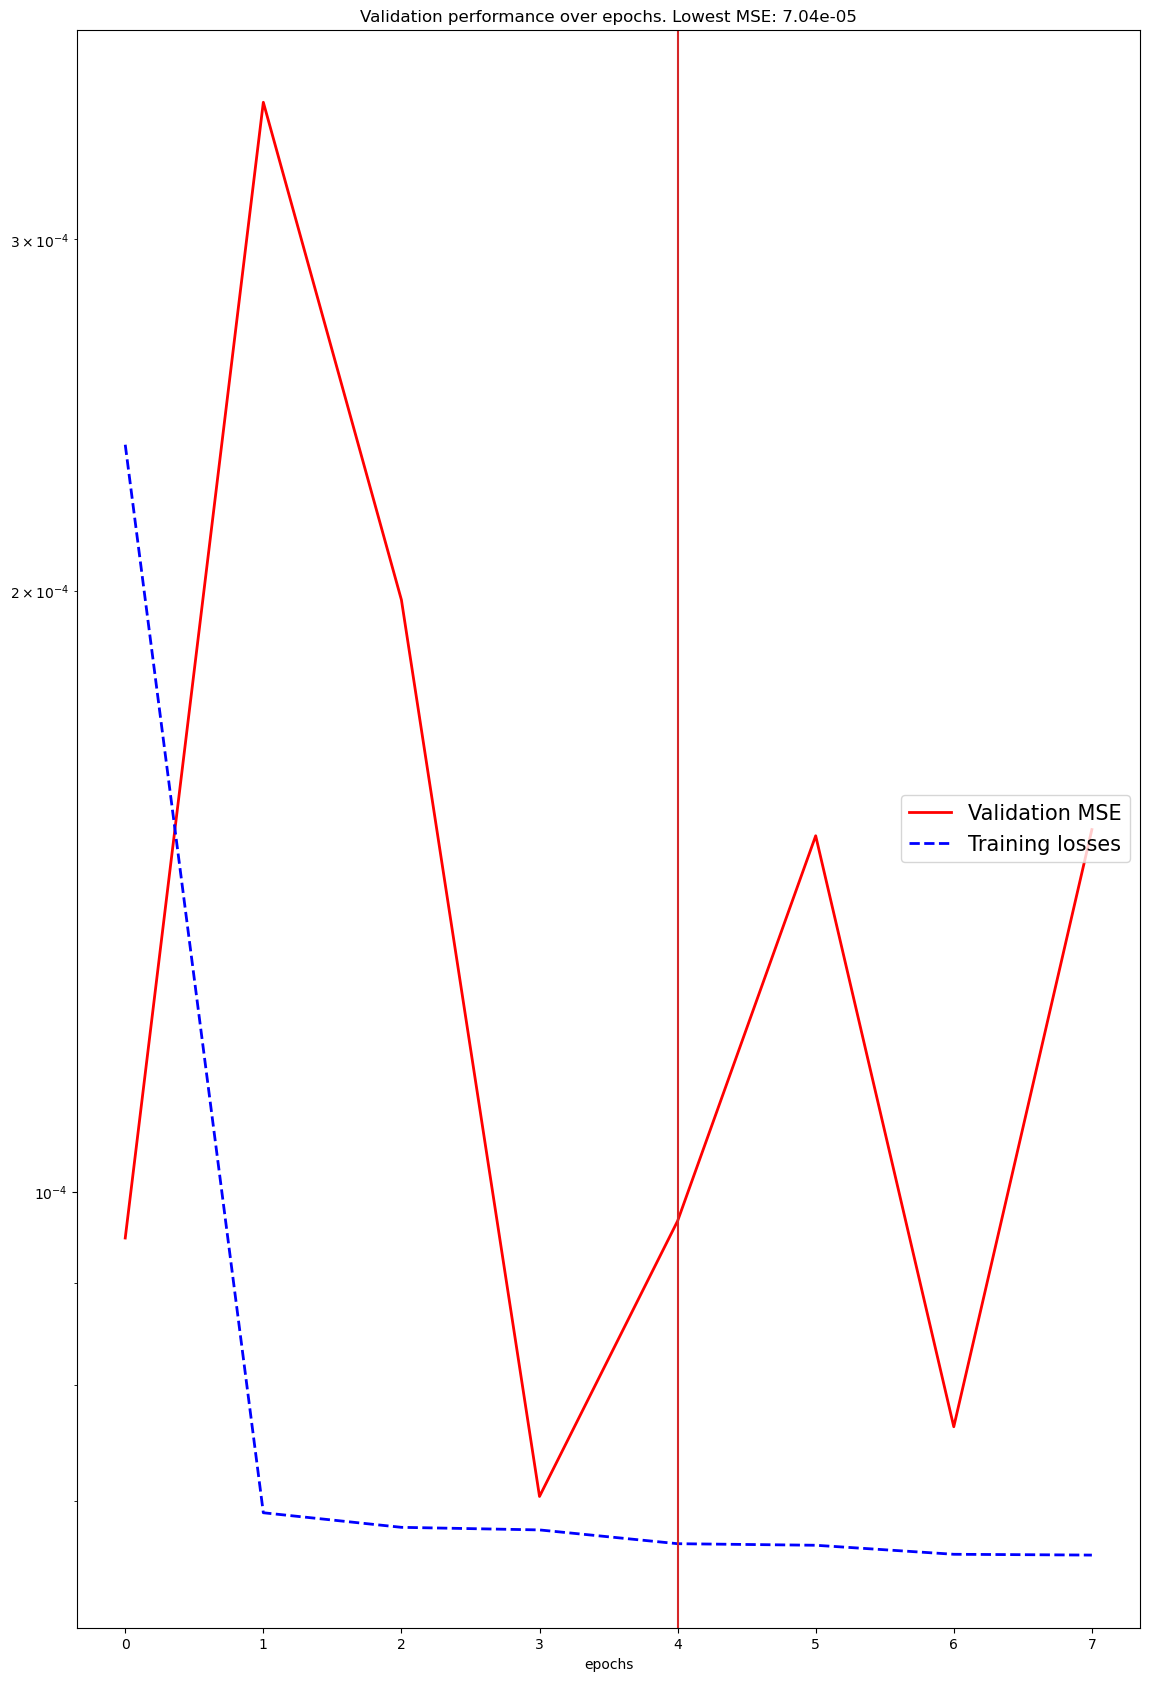 Validation performance over epochs. Lowest MSE: 7.04e-05
3 × 10⁻⁴
2 × 10⁻⁴
10⁻⁴
Validation MSE
Training losses
0 1 2 3 4 5 6 7
epochs